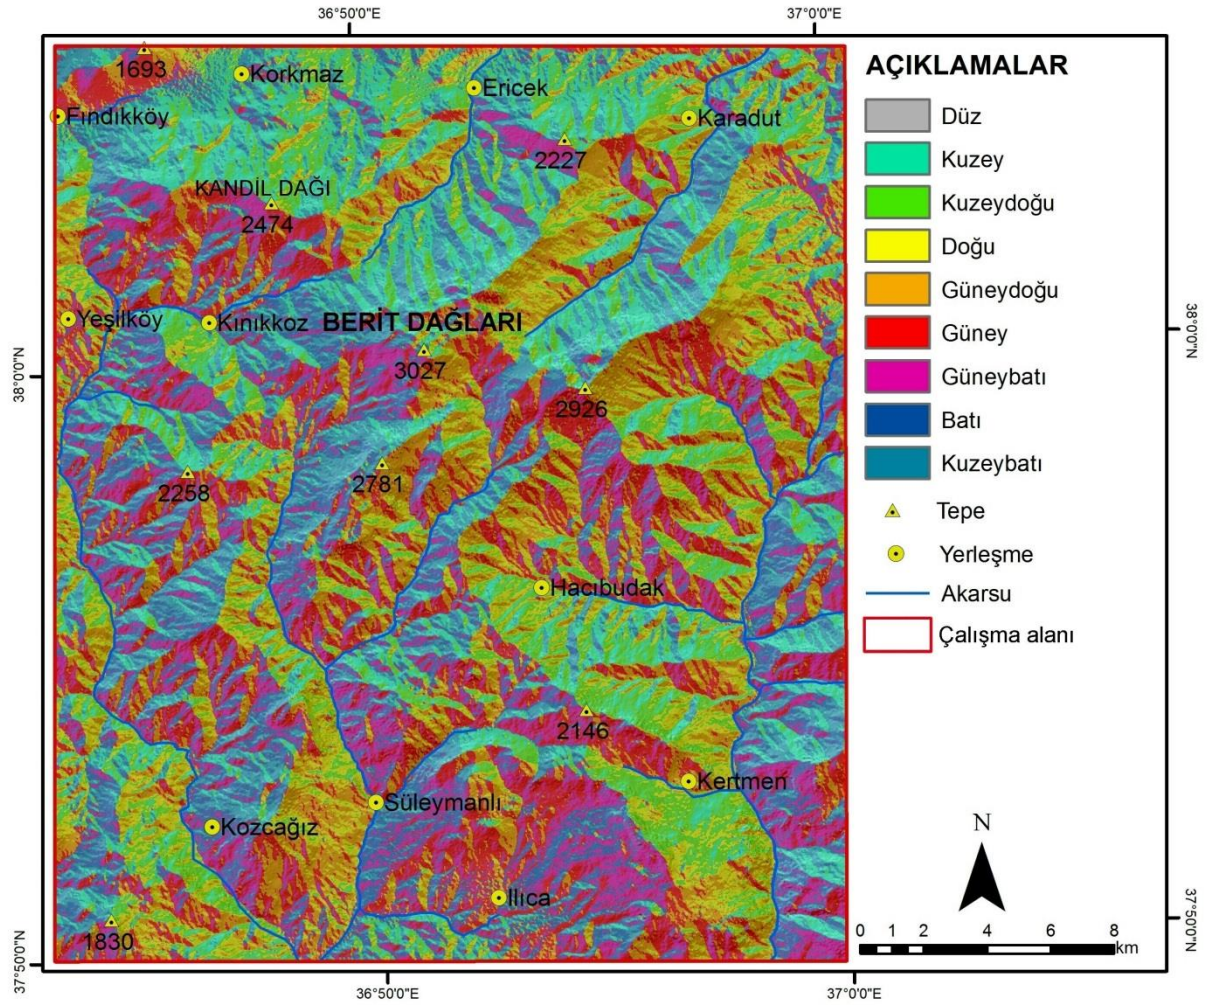 36°50'0"E
37°0'0"E
1693
Korkmaz
Ericek
Fındıkköy
Karadut
2227
KANDİL DAĞI
2474
Yeşilköy
Kınıkkoz
BERİT DAĞLARI
3027
2926
2781
2258
Hacıbudak
2146
Kertmen
Süleymanlı
Kozcağız
Ilıca
1830
38°0'0"N
37°50'0"N
36°50'0"E
37°0'0"E
38°0'0"N
37°50'0"N
AÇIKLAMALAR
Düz
Kuzey
Kuzeydoğu
Doğu
Güneydoğu
Güney
Güneybatı
Batı
Kuzeybatı
Tepe
Yerleşme
Akarsu
Çalışma alanı
N
0 1 2 4 6 8
km